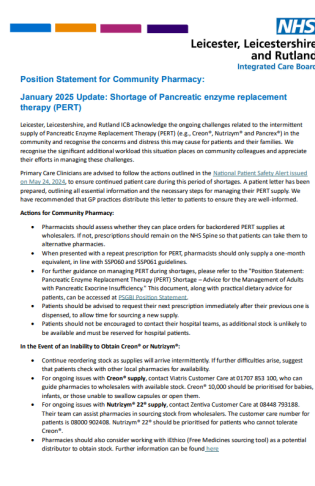 NHS
Leicester, Leicestershire
and Rutland
Integrated Care Board
Position Statement for Community Pharmacy:
January 2025 Update: Shortage of Pancreatic enzyme replacement
therapy (PERT)
Leicester, Leicestershire, and Rutland ICB acknowledge the ongoing challenges related to the intermittent
supply of Pancreatic Enzyme Replacement Therapy (PERT) (e.g., Creon®, Nutrizym® and Pancrex®) in the
community and recognise the concerns and distress this may cause for patients and their families. We
recognise the significant additional workload this situation places on community colleagues and appreciate
their efforts in managing these challenges.
Primary Care Clinicians are advised to follow the actions outlined in the National Patient Safety Alert issued
on May 24, 2024, to ensure continued patient care during this period of shortages. A patient letter has been
prepared, outlining all essential information and the necessary steps for managing their PERT supply. We
have recommended that GP practices distribute this letter to patients to ensure they are well-informed.
Actions for Community Pharmacy:
• Pharmacists should assess whether they can place orders for backordered PERT supplies at
wholesalers. If not, prescriptions should remain on the NHS Spine so that patients can take them to
alternative pharmacies.
• When presented with a repeat prescription for PERT, pharmacists should only supply a one-month
equivalent, in line with SSP060 and SSP061 guidelines.
• For further guidance on managing PERT during shortages, please refer to the "Position Statement:
Pancreatic Enzyme Replacement Therapy (PERT) Shortage – Advice for the Management of Adults
with Pancreatic Exocrine Insufficiency." This document, along with practical dietary advice for
patients, can be accessed at PSGBI Position Statement.
• Patients should be advised to request their next prescription immediately after their previous one is
dispensed, to allow time for sourcing a new supply.
• Patients should not be encouraged to contact their hospital teams, as additional stock is unlikely to
be available and must be reserved for hospital patients.
In the Event of an Inability to Obtain Creon® or Nutrizym®:
• Continue reordering stock as supplies will arrive intermittently. If further difficulties arise, suggest
that patients check with other local pharmacies for availability.
• For ongoing issues with Creon® supply, contact Viatris Customer Care at 01707 853 100, who can
guide pharmacies to wholesalers with available stock. Creon® 10,000 should be prioritised for babies,
infants, or those unable to swallow capsules or open them.
• For ongoing issues with Nutrizym® 22® supply, contact Zentiva Customer Care at 08448 793188.
Their team can assist pharmacies in sourcing stock from wholesalers. The customer care number for
patients is 08000 902408. Nutrizym® 22® should be prioritised for patients who cannot tolerate
Creon®.
• Pharmacies should also consider working with iEthico (Free Medicines sourcing tool) as a potential
distributor to obtain stock. Further information can be found here